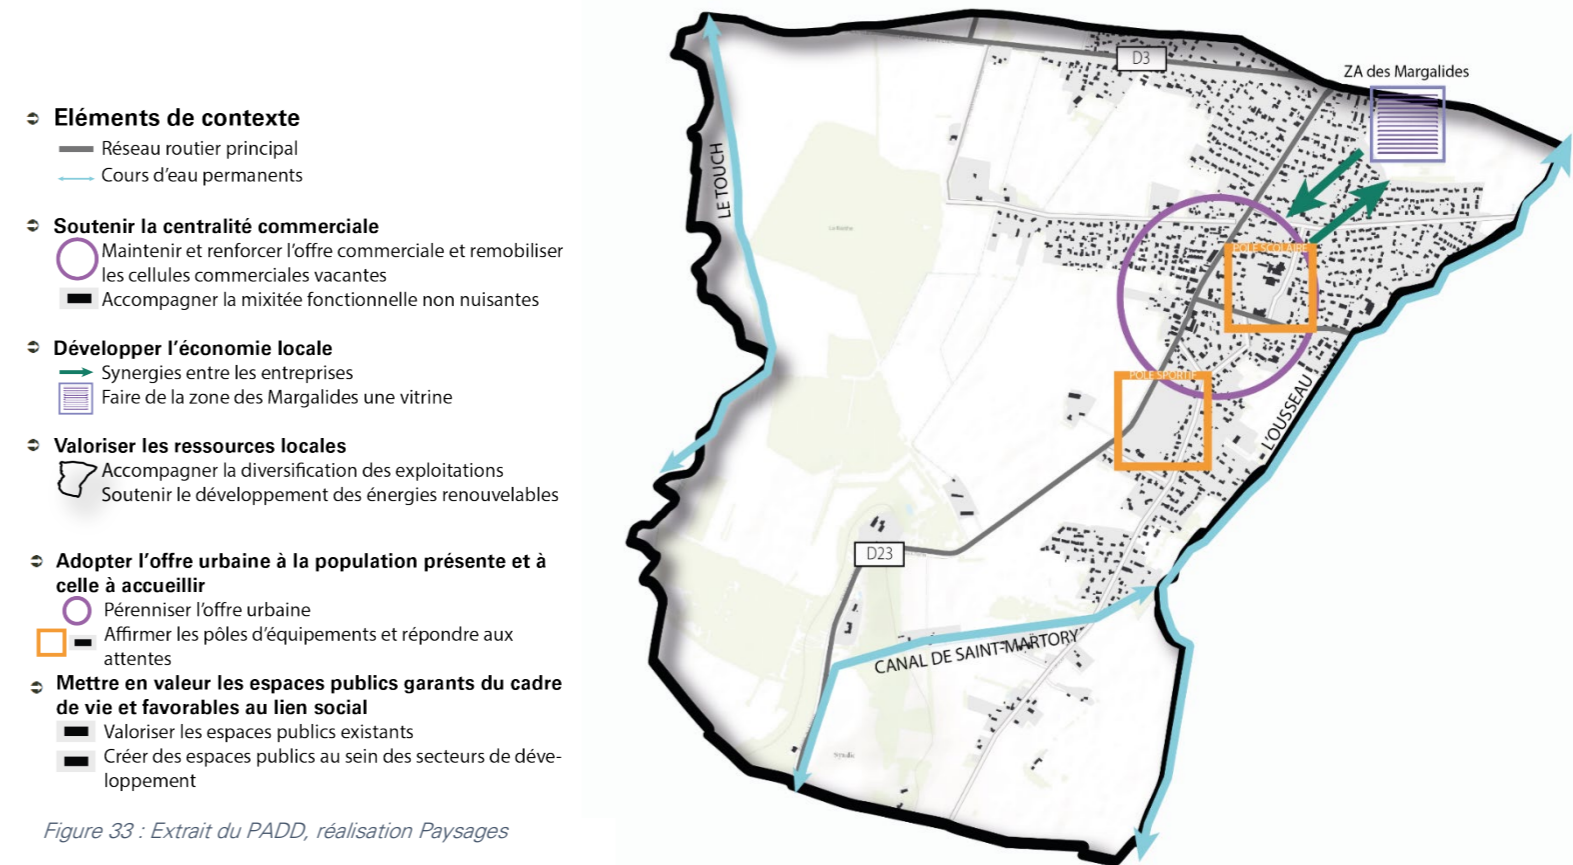 Eléments de contexte
Réseau routier principal
Cours d'eau permanents
Soutenir la centralité commerciale
Maintenir et renforcer l'offre commerciale et remobiliser
les cellules commerciales vacantes
Accompagner la mixitée fonctionnelle non nuisantes
Développer l'économie locale
Synergies entre les entreprises
Faire de la zone des Margalides une vitrine
Valoriser les ressources locales
Accompagner la diversification des exploitations
Soutenir le développement des énergies renouvelables
Adopter l'offre urbaine à la population présente et à
celle à accueillir
Pérenniser l'offre urbaine
Affirmer les pôles d'équipements et répondre aux
attentes
Mettre en valeur les espaces publics garants du cadre
de vie et favorables au lien social
Valoriser les espaces publics existants
Créer des espaces publics au sein des secteurs de déve-
loppement
Figure 33 : Extrait du PADD, réalisation Paysages
D3
ZA des Margalides
LE TOUCH
POLE SCOLAIRE
POLE SPORTIF
L'OUSSEAU
D23
CANAL DE SAINT-MARTORY